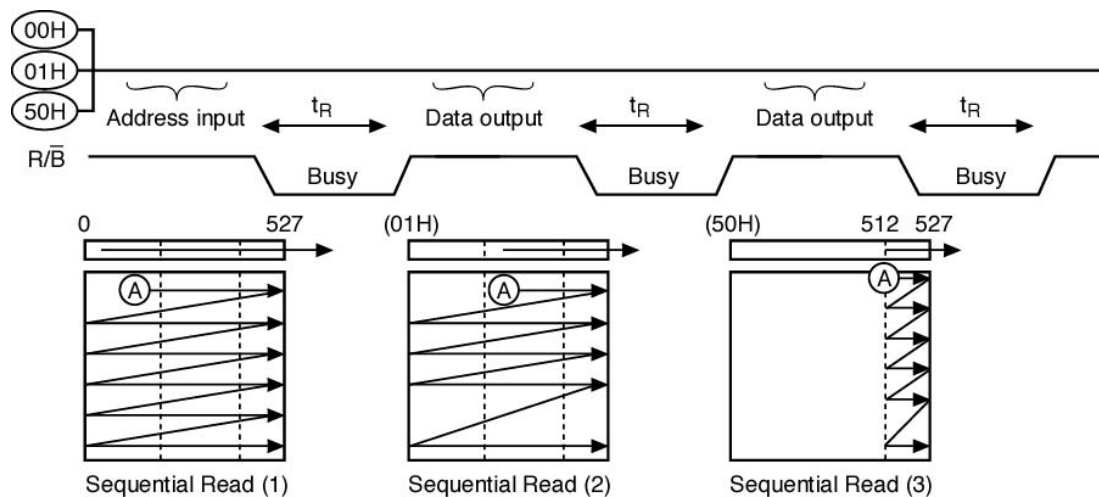 00H
01H
50H
Address input
tR
Data output
tR
Data output
tR
R/B̅
Busy
Busy
Busy
0 527
(01H)
(50H) 512 527
A
A
A
Sequential Read (1)
Sequential Read (2)
Sequential Read (3)